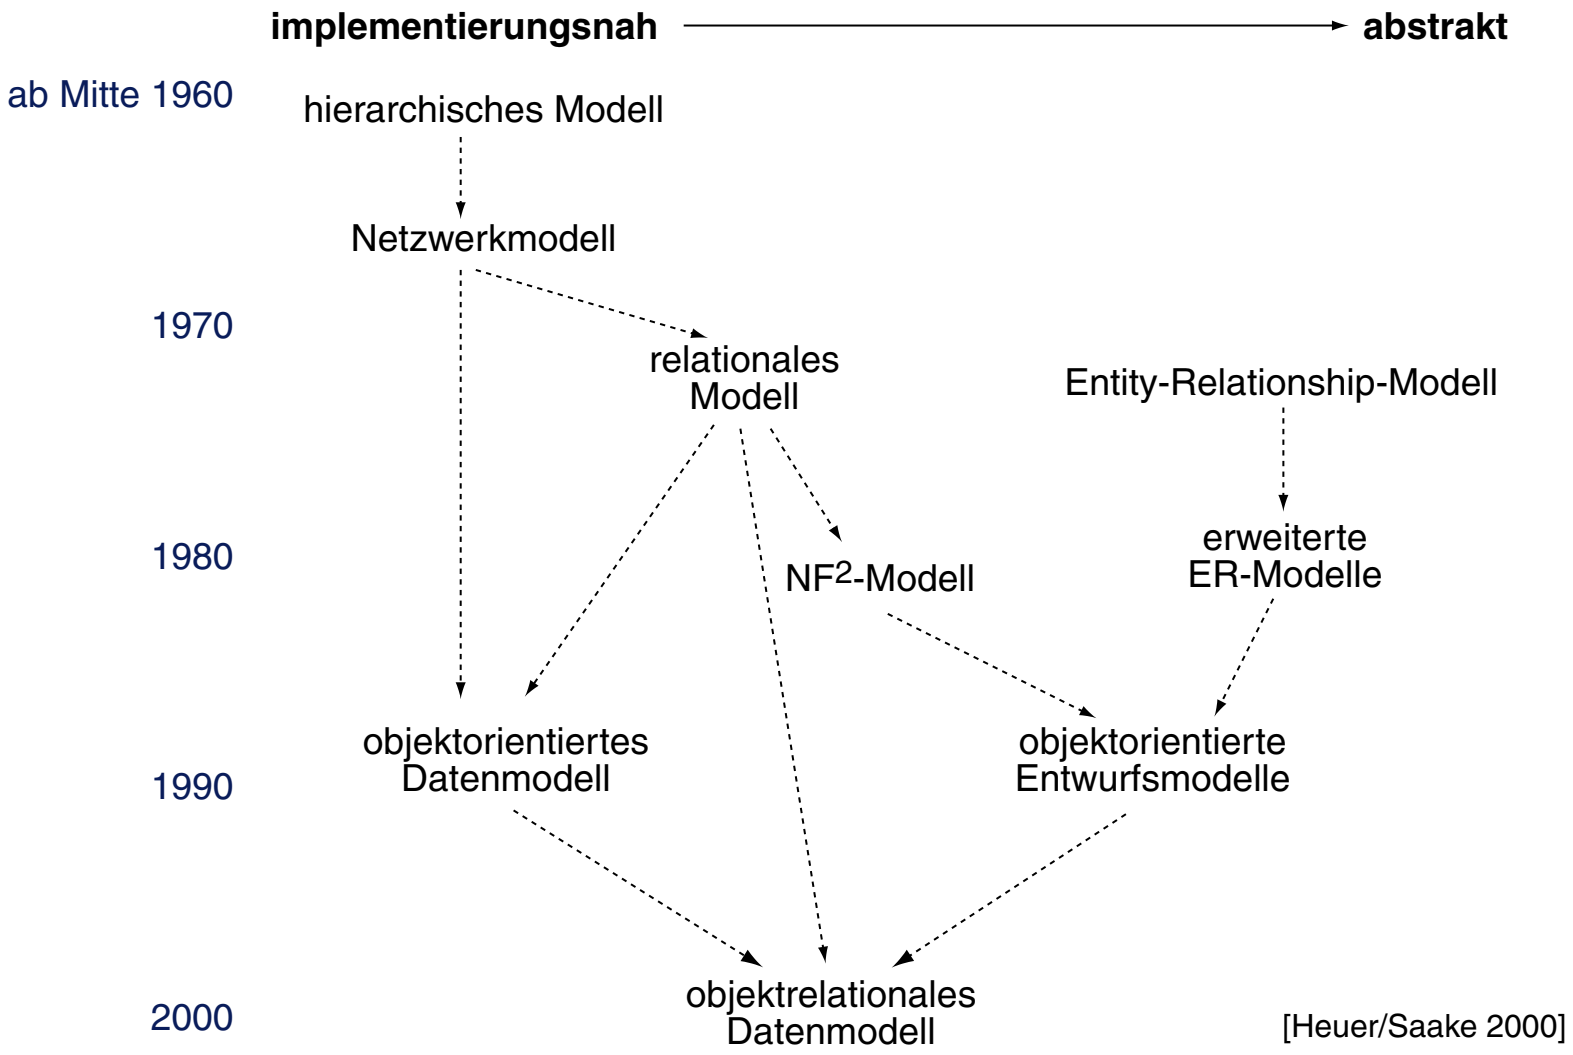 implementierungsnah abstrakt
ab Mitte 1960
hierarchisches Modell
Netzwerkmodell
1970
relationales
Modell
Entity-Relationship-Modell
erweiterte
ER-Modelle
1980
NF²-Modell
objektorientiertes
Datenmodell
objektorientierte
Entwurfsmodelle
1990
objektrelationales
Datenmodell
2000
[Heuer/Saake 2000]